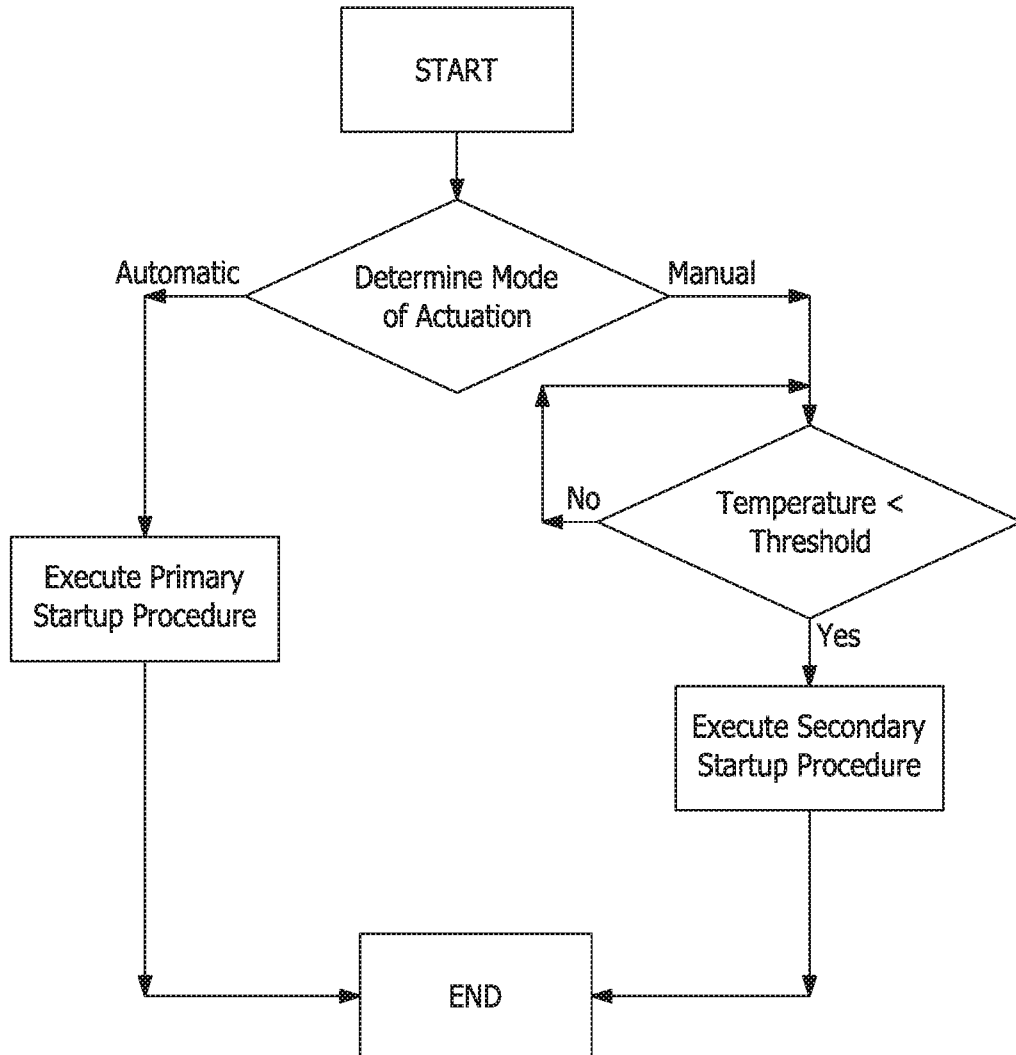 START
Automatic
Determine Mode
of Actuation
Manual
No
Temperature <
Threshold
Execute Primary
Startup Procedure
Yes
Execute Secondary
Startup Procedure
END